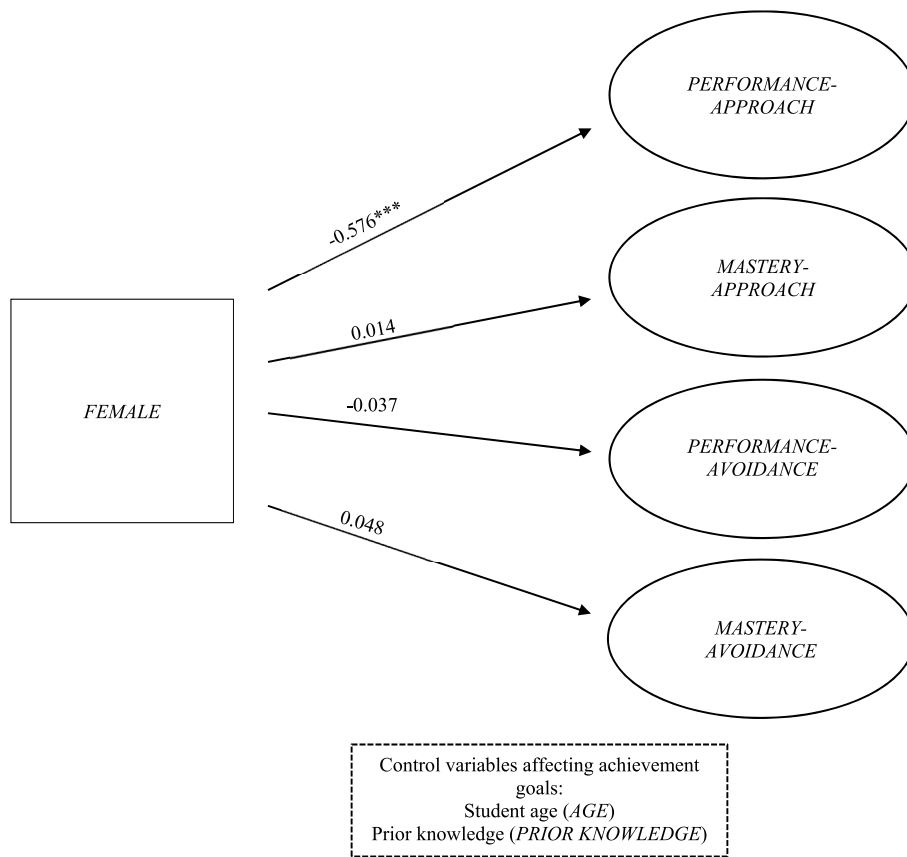 PERFORMANCE-
APPROACH
-0.576***
MASTERY-
APPROACH
0.014
FEMALE
-0.037
PERFORMANCE-
AVOIDANCE
0.048
MASTERY-
AVOIDANCE
Control variables affecting achievement
goals:
Student age (AGE)
Prior knowledge (PRIOR KNOWLEDGE)